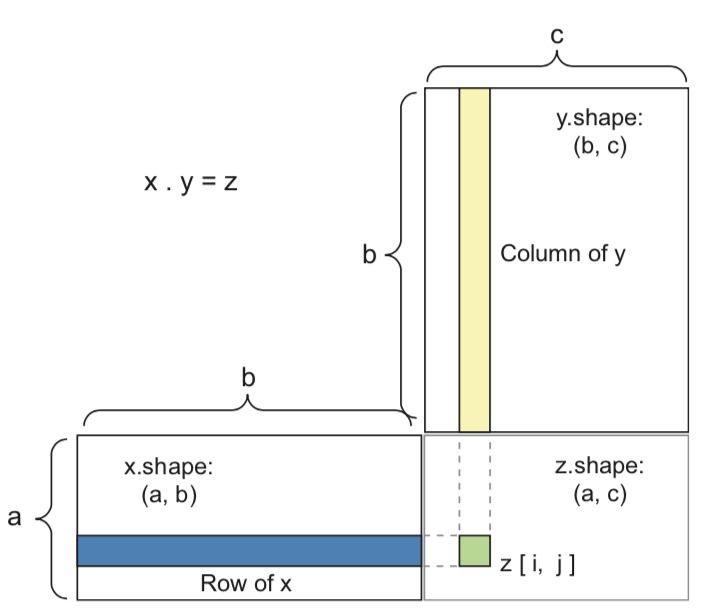 c
y.shape:
(b, c)
x . y = z
b
Column of y
b
x.shape:
(a, b)
z.shape:
(a, c)
a
z [ i, j ]
Row of x